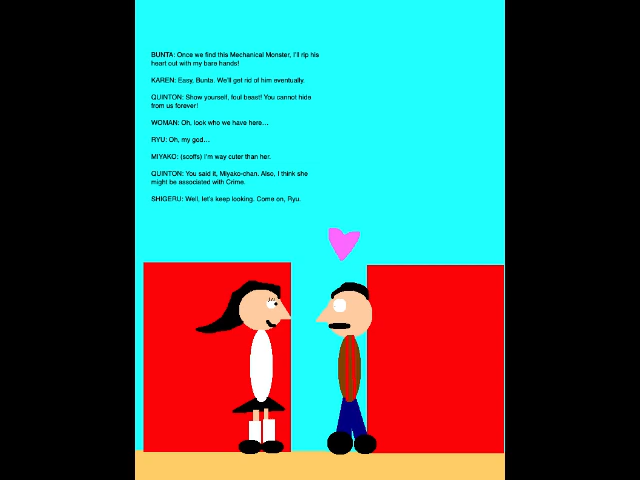 BUNTA: Once we find this Mechanical Monster, I'll rip his
heart out with my bare hands!
KAREN: Easy, Bunta. We'll get rid of him eventually.
QUINTON: Show yourself, foul beast! You cannot hide
from us forever!
WOMAN: Oh, look who we have here...
RYU: Oh, my god...
MIYAKO: (scoffs) I'm way cuter than her.
QUINTON: You said it, Miyako-chan. Also, I think she
might be associated with Crime.
SHIGERU: Well, let's keep looking. Come on, Ryu.